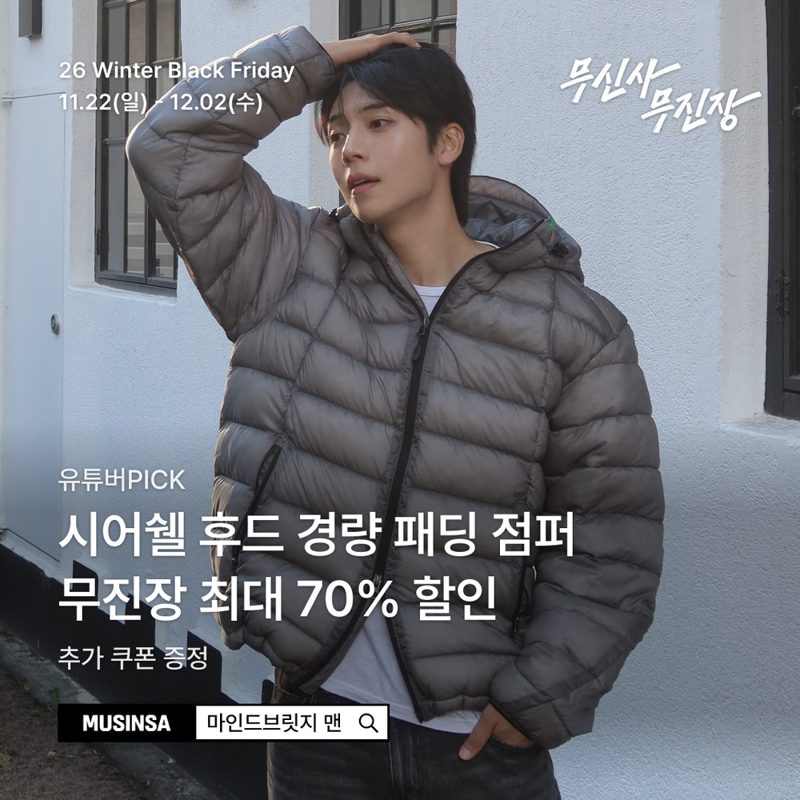 26 Winter Black Friday
11.22(일) - 12.02(수)
무신사
무진장
유튜버PICK
시어쉘 후드 경량 패딩 점퍼
무진장 최대 70% 할인
추가 쿠폰 증정
MUSINSA 마인드브릿지 맨